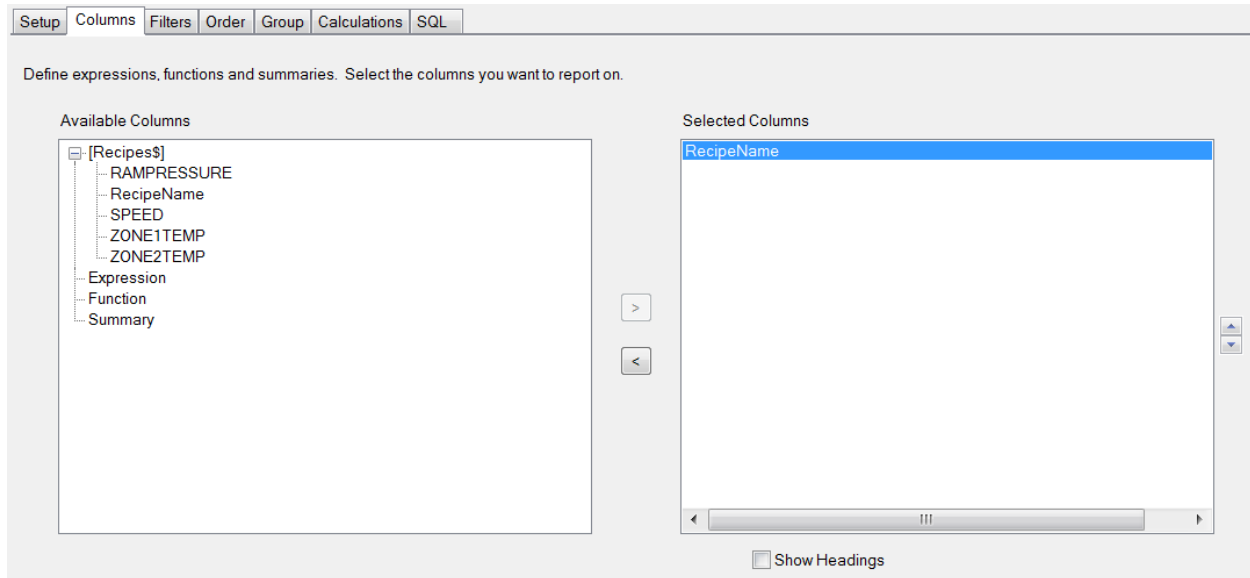 Setup Columns Filters Order Group Calculations SQL
Define expressions, functions and summaries. Select the columns you want to report on.
Available Columns
[Recipes$]
RAMPRESSURE
RecipeName
SPEED
ZONE1TEMP
ZONE2TEMP
Expression
Function
Summary
>
<
Selected Columns
RecipeName
Show Headings